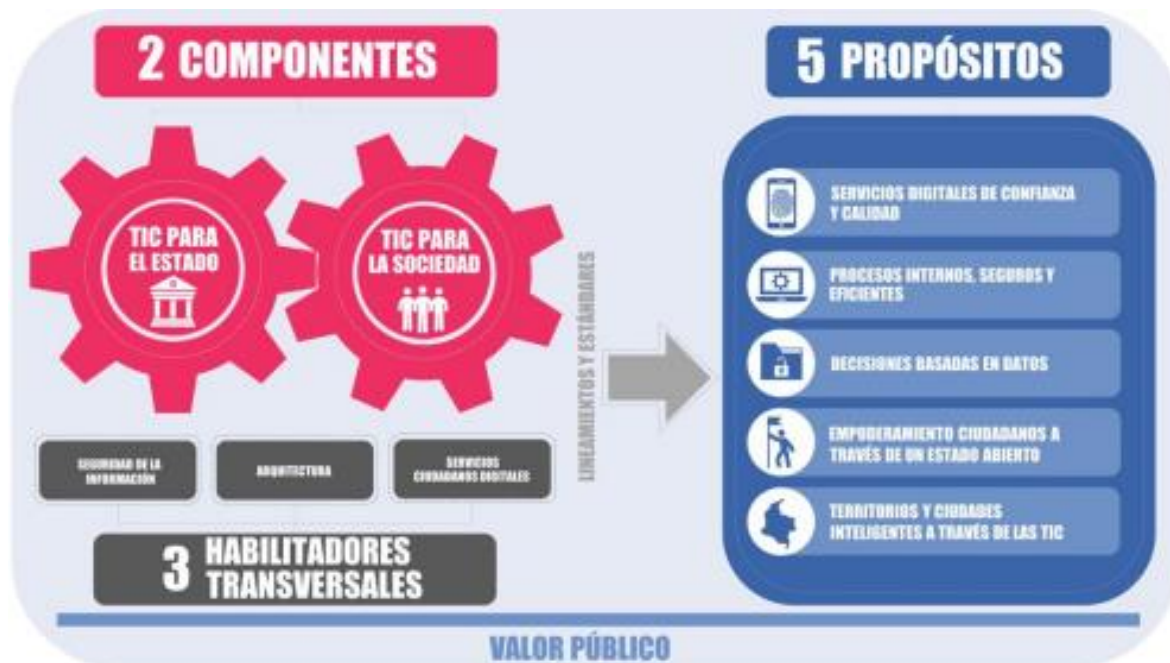 2 COMPONENTES
TIC PARA
EL ESTADO
TIC PARA
LA SOCIEDAD
SEGURIDAD DE LA
INFORMACIÓN
ARQUITECTURA
SERVICIOS
CIUDADANOS DIGITALES
3 HABILITADORES
TRANSVERSALES
LINEAMIENTOS Y ESTÁNDARES
5 PROPÓSITOS
SERVICIOS DIGITALES DE CONFIANZA
Y CALIDAD
PROCESOS INTERNOS, SEGUROS Y
EFICIENTES
DECISIONES BASADAS EN DATOS
EMPODERAMIENTO CIUDADANOS A
TRAVÉS DE UN ESTADO ABIERTO
TERRITORIOS Y CIUDADES
INTELIGENTES A TRAVÉS DE LAS TIC
VALOR PÚBLICO